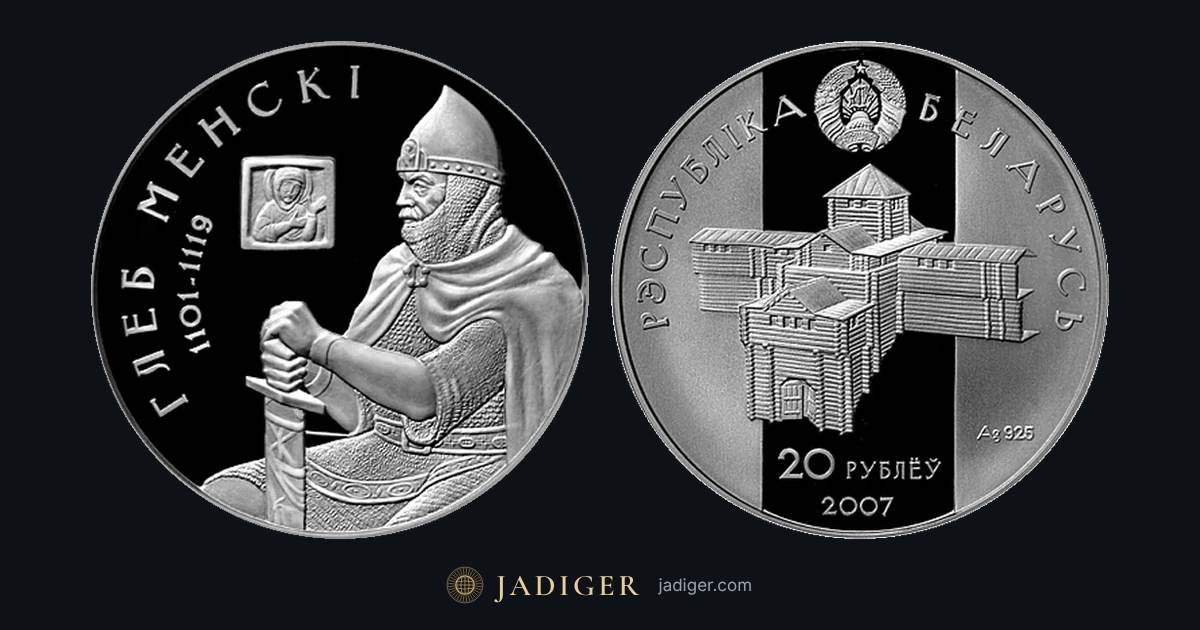 ГЛЕБ МЕНСКІ
1101-1119
РЭСПУБЛІКА БЕЛАРУСЬ
Ag 925
20 РУБЛЁЎ
2007
JADIGER jadiger.com